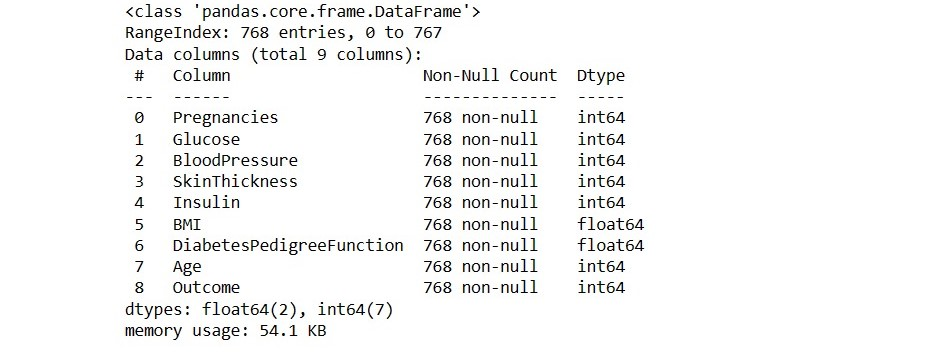 <class 'pandas.core.frame.DataFrame'>
RangeIndex: 768 entries, 0 to 767
Data columns (total 9 columns):
 #   Column                    Non-Null Count  Dtype
---  ------                    --------------  -----
 0   Pregnancies               768 non-null    int64
 1   Glucose                   768 non-null    int64
 2   BloodPressure             768 non-null    int64
 3   SkinThickness             768 non-null    int64
 4   Insulin                   768 non-null    int64
 5   BMI                       768 non-null    float64
 6   DiabetesPedigreeFunction  768 non-null    float64
 7   Age                       768 non-null    int64
 8   Outcome                   768 non-null    int64
dtypes: float64(2), int64(7)
memory usage: 54.1 KB